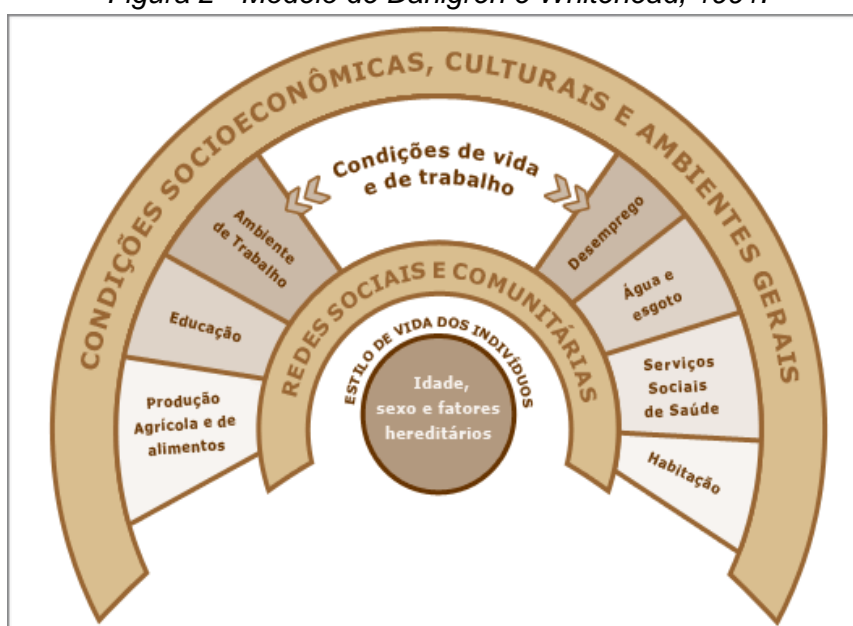 Figura 2 - Modelo de Dahlgren e Whitehead, 1991.
CONDIÇÕES SOCIOECONÔMICAS, CULTURAIS E AMBIENTES GERAIS
Condições de vida
e de trabalho
Ambiente
de Trabalho
Educação
Produção
Agrícola e de
alimentos
Desemprego
Água e
esgoto
Serviços
Sociais
de Saúde
Habitação
REDES SOCIAIS E COMUNITÁRIAS
ESTILO DE VIDA DOS INDIVÍDUOS
Idade,
sexo e fatores
hereditários